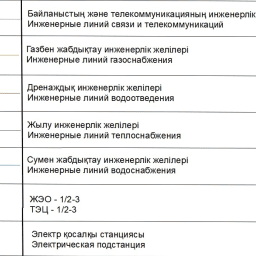 Байланыстың және телекоммуникацияның инженерлік
Инженерные линий связи и телекоммуникаций
Газбен жабдықтау инженерлік желілері
Инженерные линий газоснабжения
Дренаждық инженерлік желілері
Инженерные линий водоотведения
Жылу инженерлік желілері
Инженерные линий теплоснабжения
Сумен жабдықтау инженерлік желілері
Инженерные линий водоснабжения
ЖЭО - 1/2-3
ТЭЦ - 1/2-3
Электр қосалқы станциясы
Электрическая подстанция